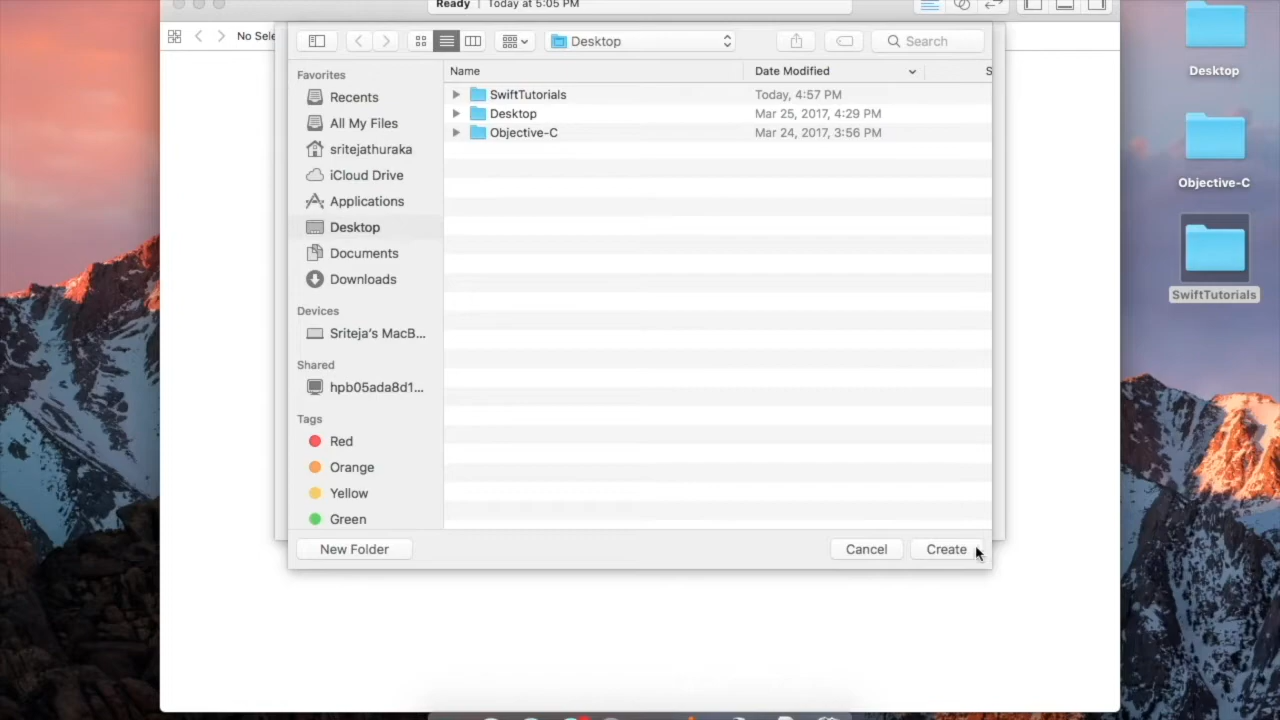 Ready | Today at 5:05 PM
No Sele
Desktop
Search
Favorites
Recents
All My Files
sritejathuraka
iCloud Drive
Applications
Desktop
Documents
Downloads
Devices
Sriteja's MacB...
Shared
hpb05ada8d1...
Tags
Red
Orange
Yellow
Green
Name Date Modified S
SwiftTutorials Today, 4:57 PM
Desktop Mar 25, 2017, 4:29 PM
Objective-C Mar 24, 2017, 3:56 PM
New Folder Cancel Create
Desktop
Objective-C
SwiftTutorials